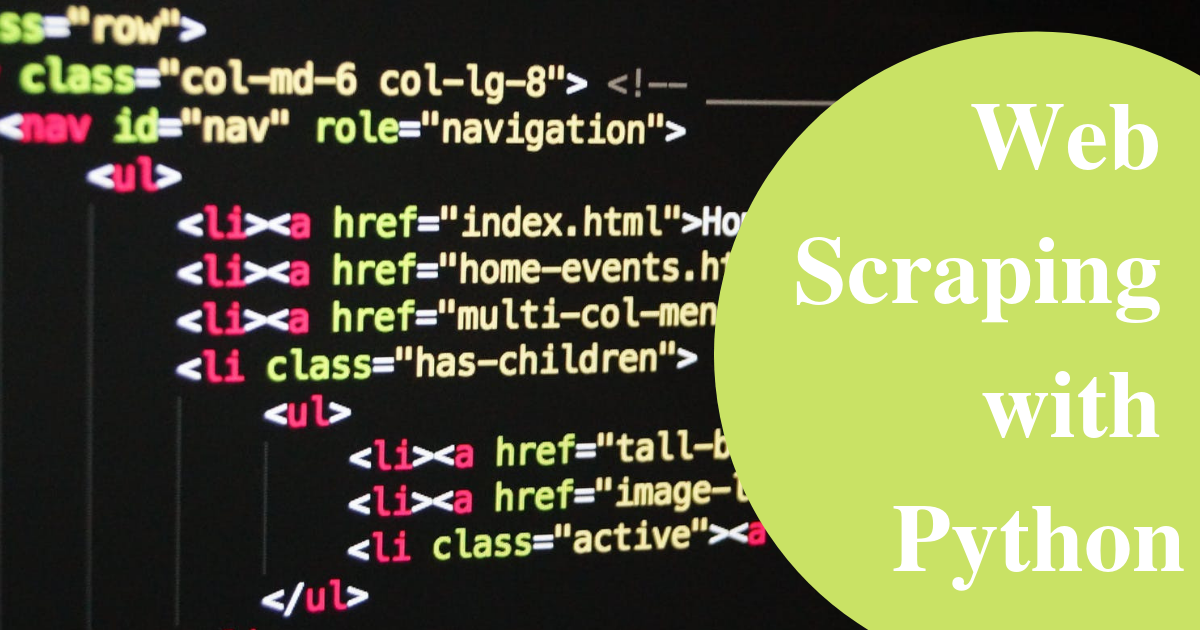 ss="row">
class="col-md-6 col-lg-8"> <!--
<nav id="nav" role="navigation">
<ul>
<li><a href="index.html">Ho
<li><a href="home-events.ht
<li><a href="multi-col-men
<li class="has-children">
<ul>
<li><a href="tall-b
<li><a href="image-
<li class="active"><a
</ul>
Web
Scraping
with
Python